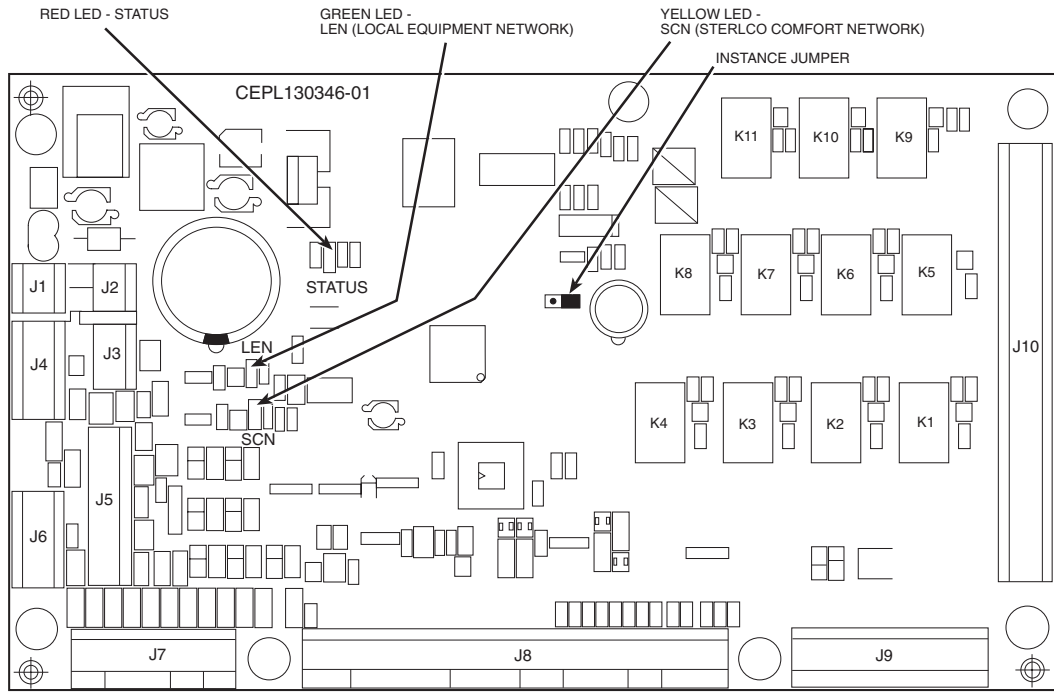 RED LED - STATUS
GREEN LED -
LEN (LOCAL EQUIPMENT NETWORK)
YELLOW LED -
SCN (STERLCO COMFORT NETWORK)
INSTANCE JUMPER
CEPL130346-01
K11
K10
K9
K8
K7
K6
K5
STATUS
J1
J2
LEN
J4
J3
J10
K4
K3
K2
K1
SCN
J5
J6
J7
J8
J9